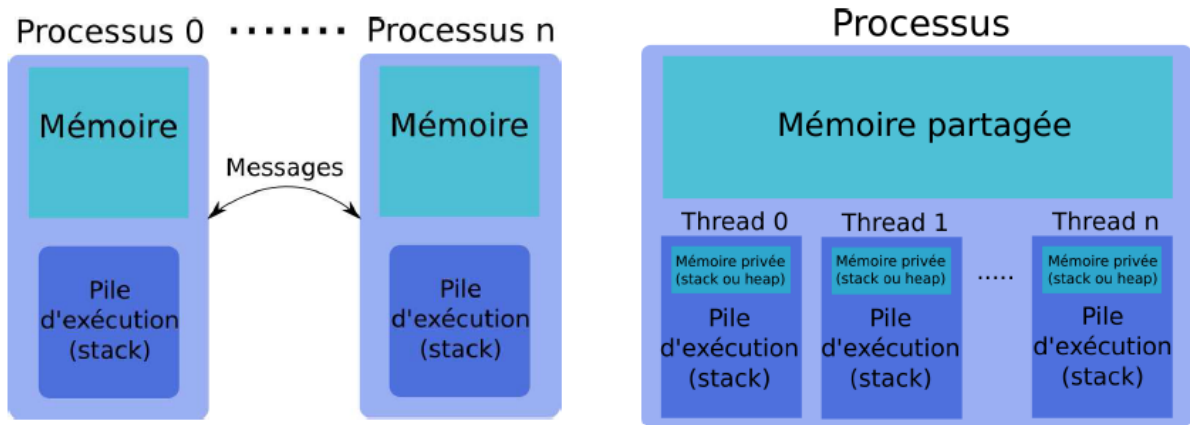 Processus 0 ....... Processus n
Mémoire
Mémoire
Messages
Pile
d'exécution
(stack)
Pile
d'exécution
(stack)
Processus
Mémoire partagée
Thread 0
Thread 1
Thread n
Mémoire privée
(stack ou heap)
Pile
d'exécution
(stack)
Mémoire privée
(stack ou heap)
Pile
d'exécution
(stack)
.....
Mémoire privée
(stack ou heap)
Pile
d'exécution
(stack)